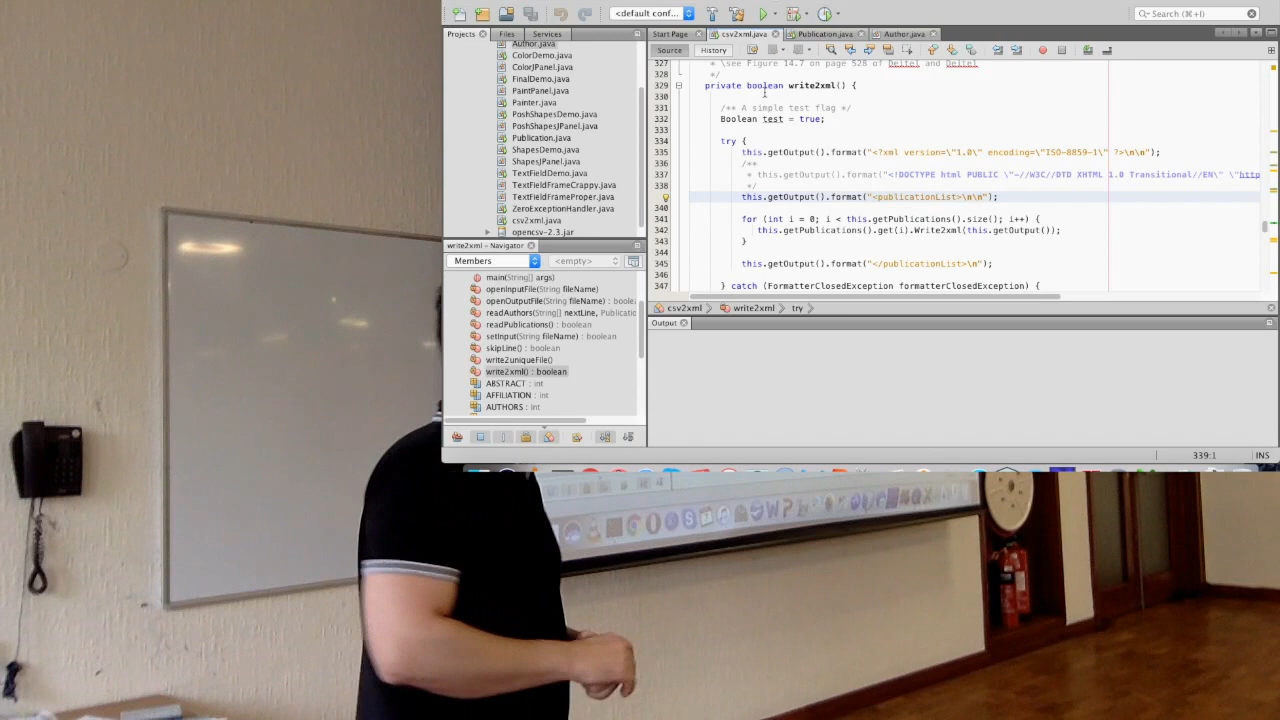 <default conf...
Search (⌘+I)
Projects
Files
Services
Author.java
ColorDemo.java
ColorJPanel.java
FinalDemo.java
PaintPanel.java
Painter.java
PoshShapesDemo.java
PoshShapesJPanel.java
Publication.java
ShapesDemo.java
ShapesJPanel.java
TextFieldDemo.java
TextFieldFrameCrappy.java
TextFieldFrameProper.java
ZeroExceptionHandler.java
csv2xml.java
opencsv-2.3.jar
write2xml - Navigator
Members
<empty>
main(String[] args)
openInputFile(String fileName)
openOutputFile(String fileName) : boole
readAuthors(String[] nextLine, Publicatio
readPublications() : boolean
setInput(String fileName) : boolean
skipLine() : boolean
write2uniqueFile()
write2xml() : boolean
ABSTRACT : int
AFFILIATION : int
AUTHORS : int
Start Page
csv2xml.java
Publication.java
Author.java
Source
History
327 * \see Figure 14.7 on page 528 of Deitel and Deitel
328 */
329 private boolean write2xml() {
330
331 /** A simple test flag */
332 Boolean test = true;
333
334 try {
335 this.getOutput().format("<?xml version=\"1.0\" encoding=\"ISO-8859-1\" ?>\n\n");
336 /**
337 * this.getOutput().format("<!DOCTYPE html PUBLIC \"-//W3C//DTD XHTML 1.0 Transitional//EN\" \"http
338 */
this.getOutput().format("<publicationList>\n\n");
340
341 for (int i = 0; i < this.getPublications().size(); i++) {
342 this.getPublications().get(i).Write2xml(this.getOutput());
343 }
344
345 this.getOutput().format("</publicationList>\n");
346
347 } catch (FormatterClosedException formatterClosedException) {
csv2xml
write2xml
try
Output
339:1
INS